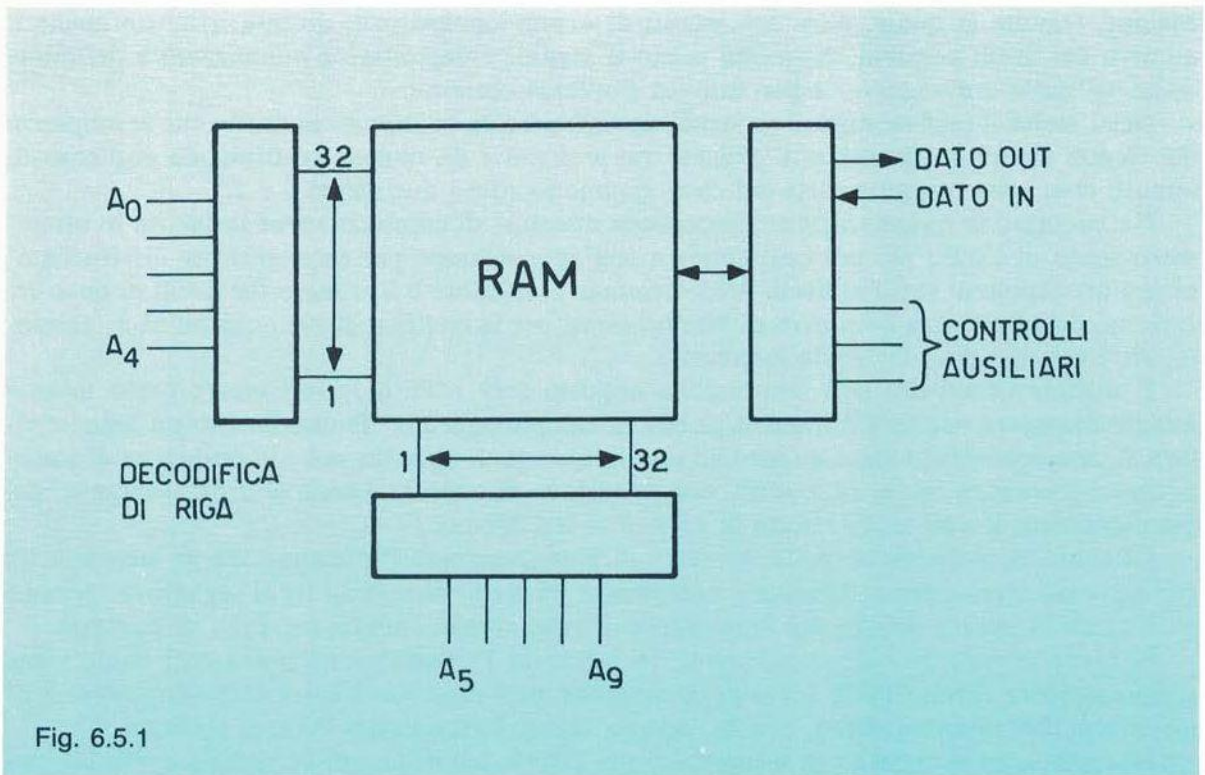 32
A0
A4
1
RAM
DATO OUT
DATO IN
CONTROLLI
AUSILIARI
DECODIFICA
DI RIGA
1
32
A5
A9
Fig. 6.5.1